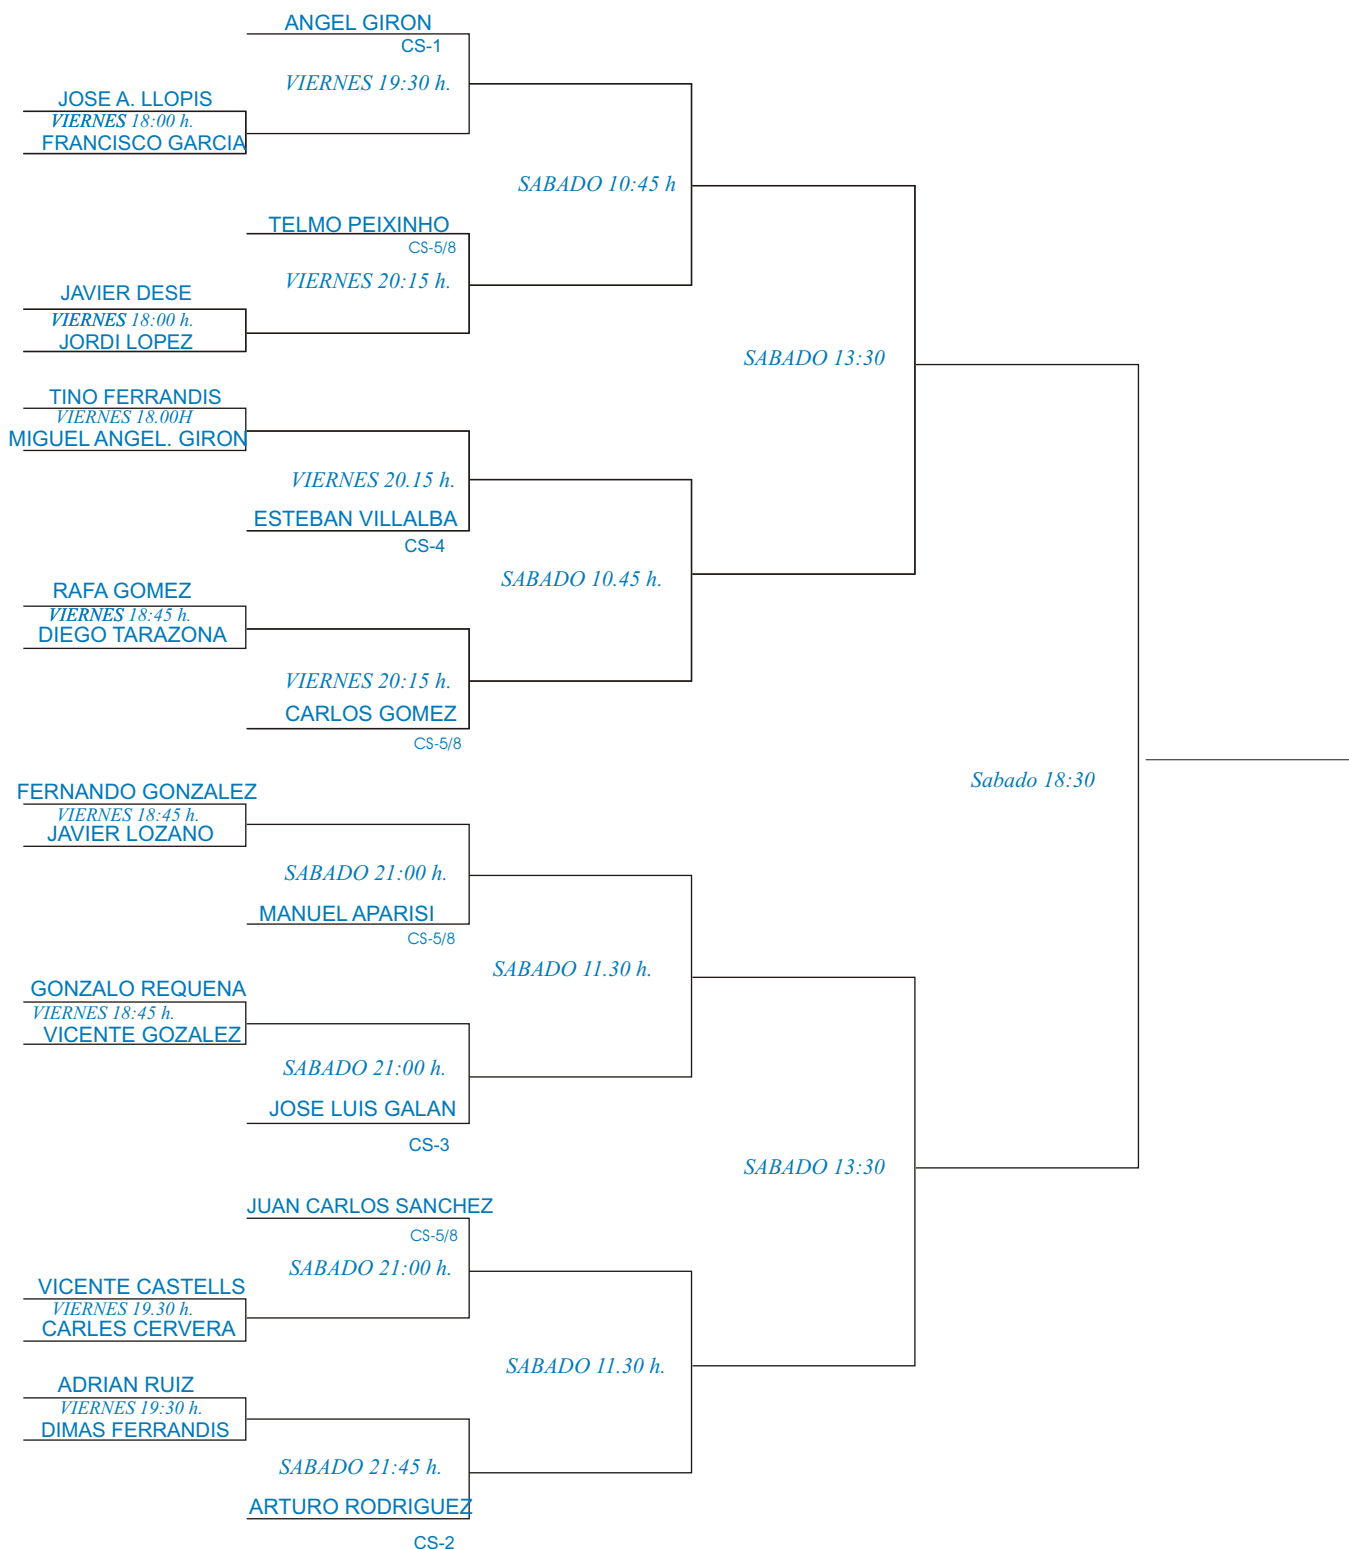 ANGEL GIRON
CS-1
VIERNES 19:30 h.
JOSE A. LLOPIS
VIERNES 18:00 h.
FRANCISCO GARCIA
SABADO 10:45 h
TELMO PEIXINHO
CS-5/8
VIERNES 20:15 h.
JAVIER DESE
VIERNES 18:00 h.
JORDI LOPEZ
SABADO 13:30
TINO FERRANDIS
VIERNES 18.00H
MIGUEL ANGEL. GIRON
VIERNES 20.15 h.
ESTEBAN VILLALBA
CS-4
SABADO 10.45 h.
RAFA GOMEZ
VIERNES 18:45 h.
DIEGO TARAZONA
VIERNES 20:15 h.
CARLOS GOMEZ
CS-5/8
Sabado 18:30
FERNANDO GONZALEZ
VIERNES 18:45 h.
JAVIER LOZANO
SABADO 21:00 h.
MANUEL APARISI
CS-5/8
SABADO 11.30 h.
GONZALO REQUENA
VIERNES 18:45 h.
VICENTE GOZALEZ
SABADO 21:00 h.
JOSE LUIS GALAN
CS-3
SABADO 13:30
JUAN CARLOS SANCHEZ
CS-5/8
SABADO 21:00 h.
VICENTE CASTELLS
VIERNES 19.30 h.
CARLES CERVERA
SABADO 11.30 h.
ADRIAN RUIZ
VIERNES 19:30 h.
DIMAS FERRANDIS
SABADO 21:45 h.
ARTURO RODRIGUEZ
CS-2